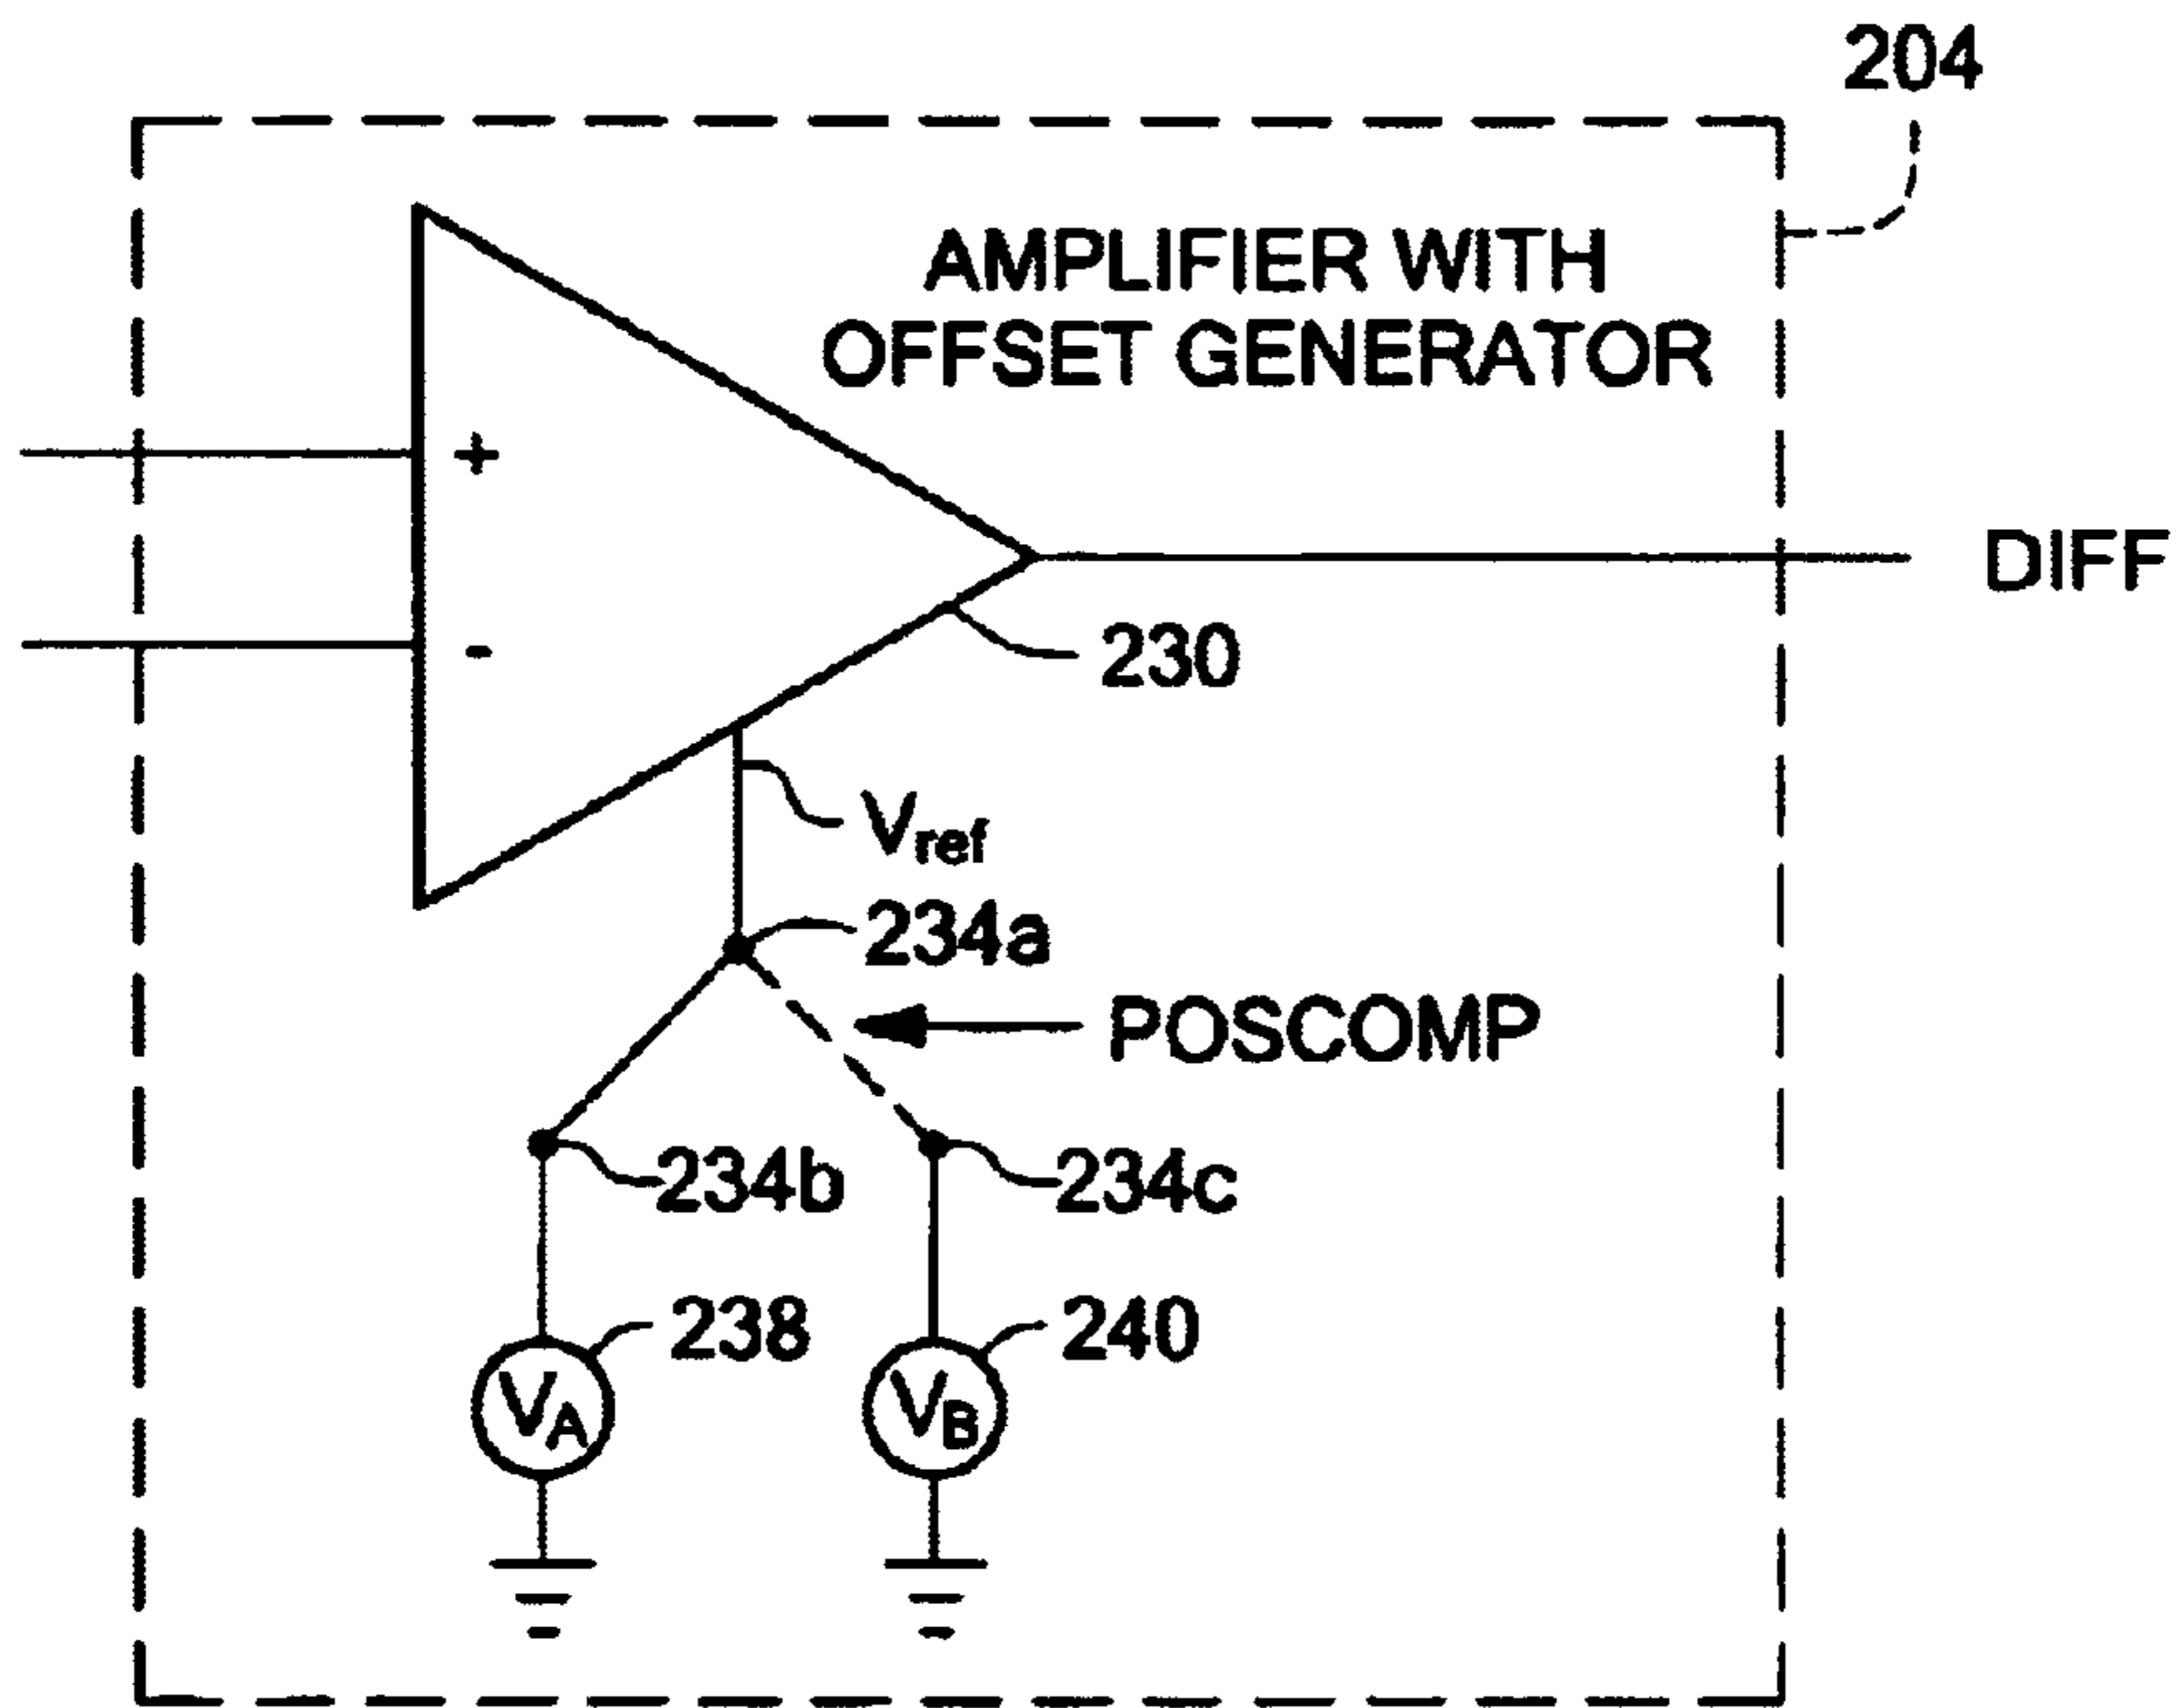 204
AMPLIFIER WITH
OFFSET GENERATOR
+
DIFF
-
230
Vref
234a
POSCOMP
234b
234c
238
240
VA
VB